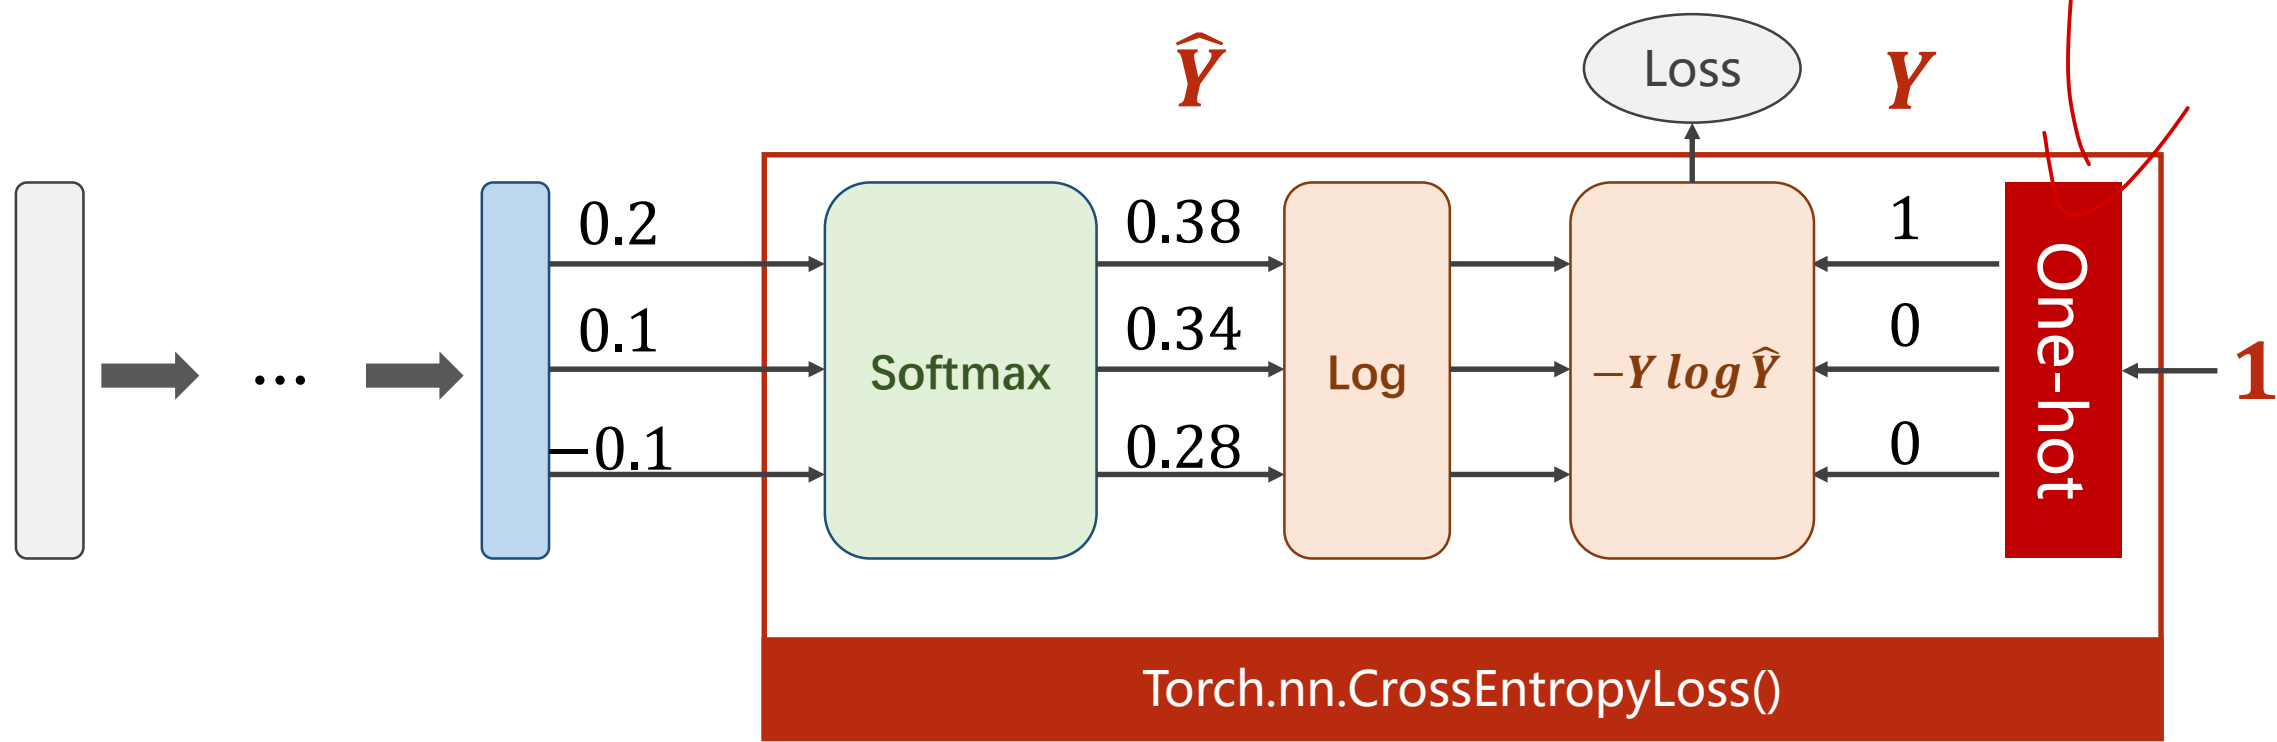 Ŷ
Loss
Y
0.2
0.38
1
0.1
0.34
0
Softmax
Log
−Y log Ŷ
One-hot
1
−0.1
0.28
0
Torch.nn.CrossEntropyLoss()